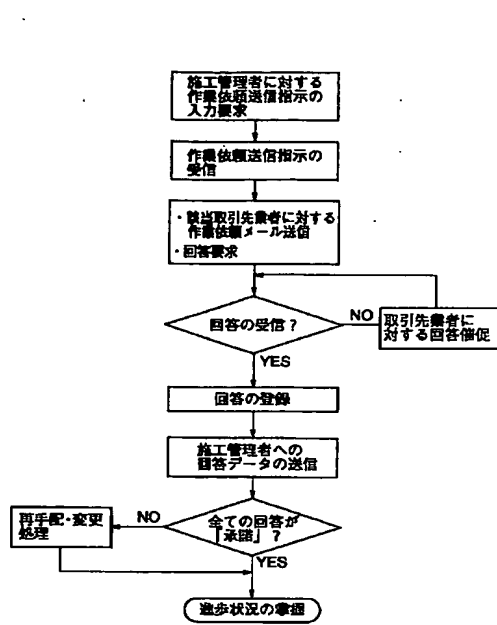 施工管理者に対する
作業依頼送信指示の
入力要求
作業依頼送信指示の
受信
・該当取引先業者に対する
作業依頼メール送信
・回答要求
回答の受信？
NO
取引先業者に
対する回答催促
YES
回答の登録
施工管理者への
回答データの送信
全ての回答が
「承諾」？
NO
再手配・変更
処理
YES
進歩状況の掌握